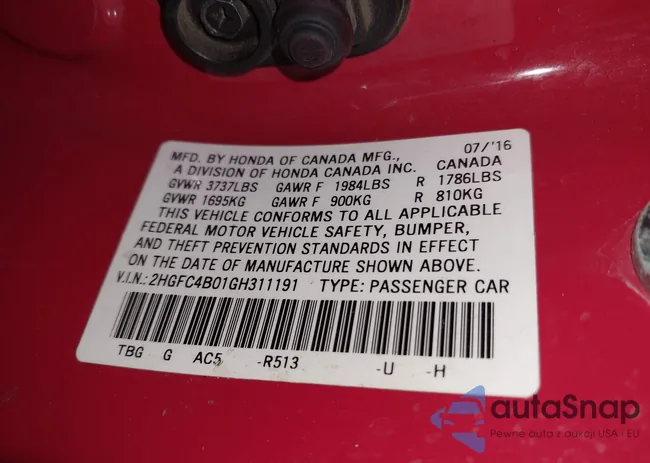 07/'16
MFD. BY HONDA OF CANADA MFG.,
A DIVISION OF HONDA CANADA INC. CANADA
GVWR 3737LBS GAWR F 1984LBS R 1786LBS
GVWR 1695KG GAWR F 900KG R 810KG
THIS VEHICLE CONFORMS TO ALL APPLICABLE
FEDERAL MOTOR VEHICLE SAFETY, BUMPER,
AND THEFT PREVENTION STANDARDS IN EFFECT
ON THE DATE OF MANUFACTURE SHOWN ABOVE.
V.I.N.: 2HGFC4B01GH311191 TYPE: PASSENGER CAR
TBG G AC5 -R513 -U -H
autaSnap
Pewne auta z aukcji USA - EU